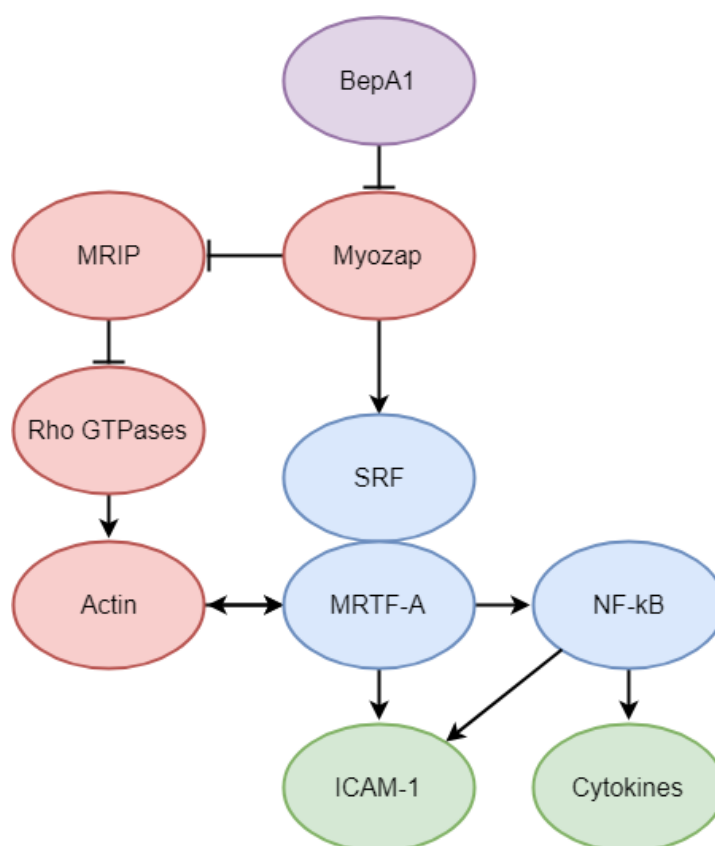 BepA1
MRIP
Myozap
Rho GTPases
SRF
Actin
MRTF-A
NF-kB
ICAM-1
Cytokines